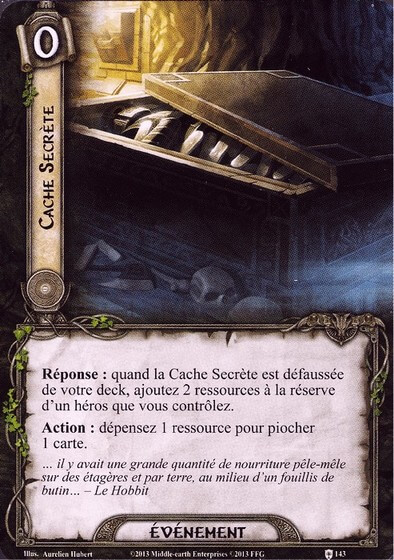 0
CACHE SECRÈTE
Réponse : quand la Cache Secrète est défaussée
de votre deck, ajoutez 2 ressources à la réserve
d'un héros que vous contrôlez.
Action : dépensez 1 ressource pour piocher
1 carte.
… il y avait une grande quantité de nourriture pêle-mêle
sur des étagères et par terre, au milieu d'un fouillis de
butin… – Le Hobbit
ÉVÉNEMENT
Illus. Aurelien Hubert ©2013 Middle-earth Enterprises ©2013 FFG 143